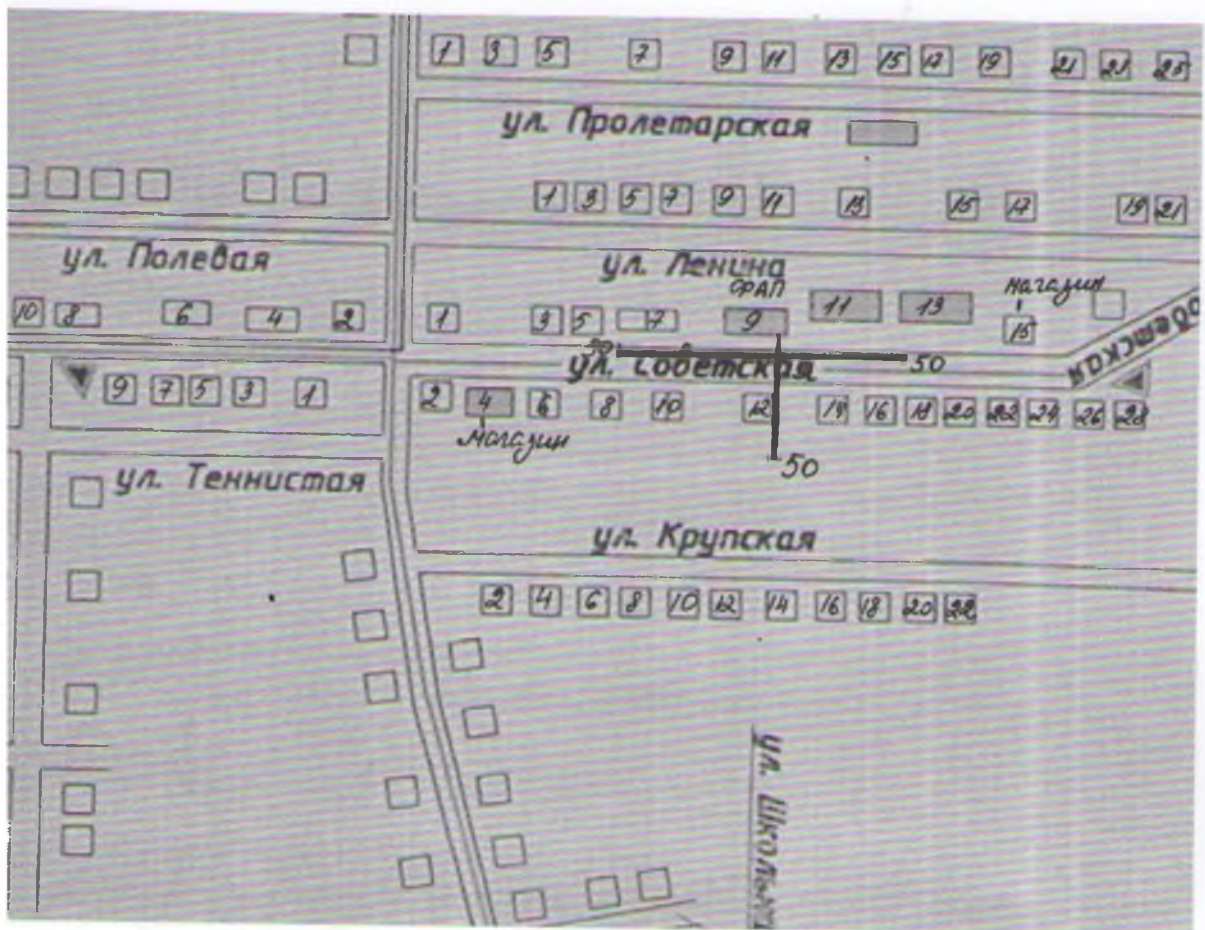 1 3 5 7 9 11 13 15 17 19 21 23 25
ул. Пролетарская
1 3 5 7 9 11 13 15 17 19 21
ул. Полевая
ул. Ленина
ФАП
магазин
10 8 6 4 2
1 3 5 7 9 11 13 15
50
ул. Советская
50
ветская
9 7 5 3 1
2 4 6 8 10 12 14 16 18 20 22 24 26 28
магазин
50
ул. Теннистая
ул. Крупская
2 4 6 8 10 12 14 16 18 20 22
ул. Школьная